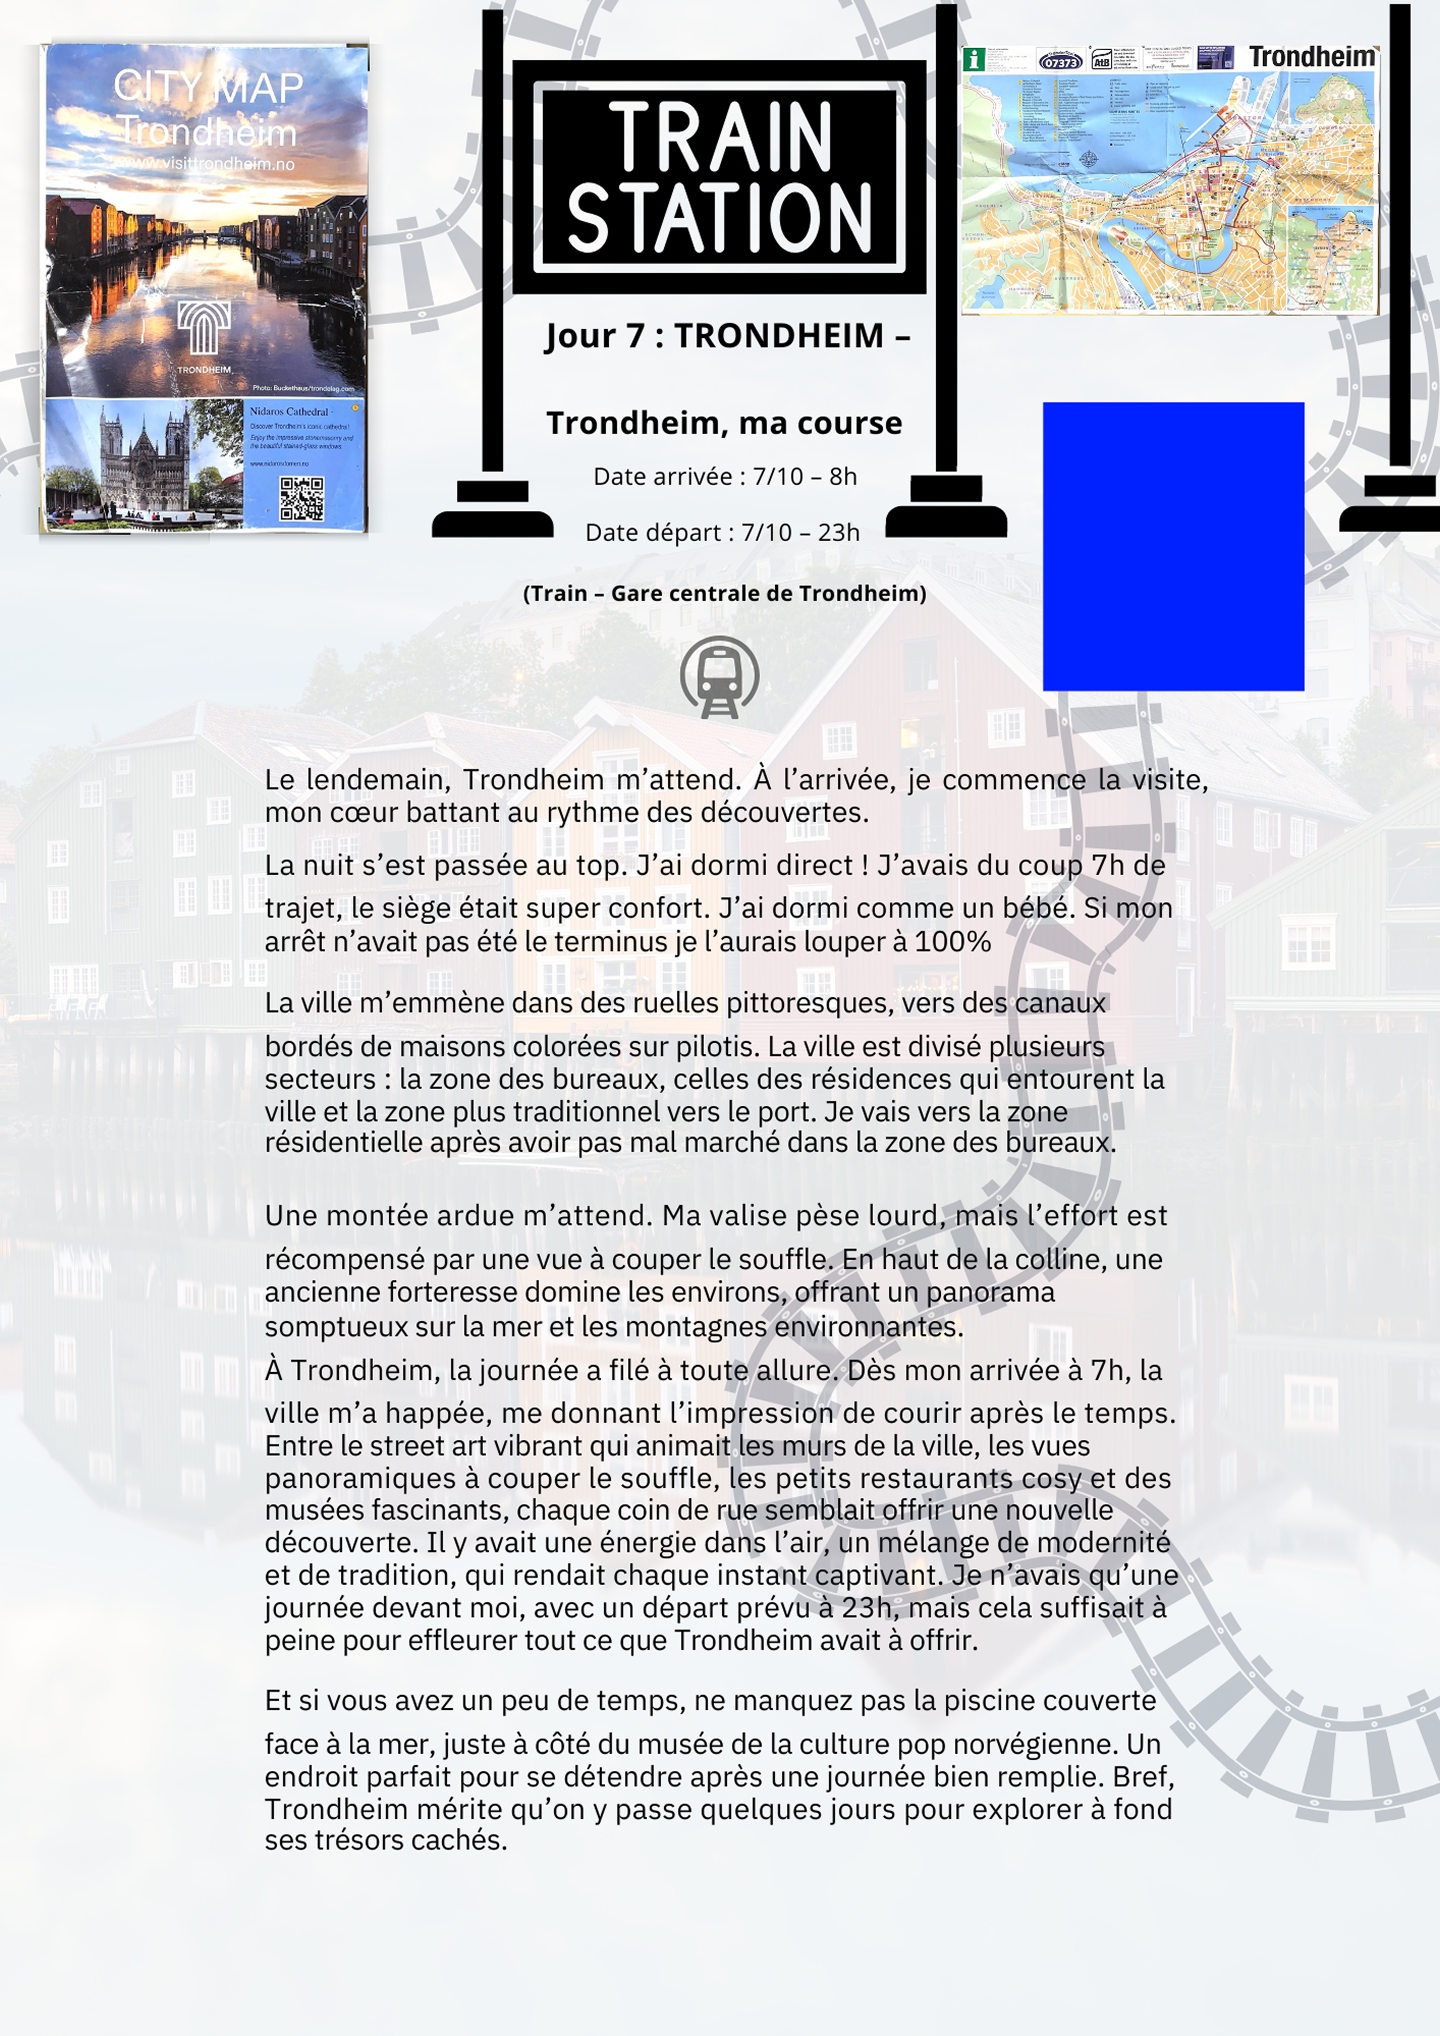 CITY MAP
Trondheim
www.visittrondheim.no
TRONDHEIM
Photo: Buckethaus/trondelag.com
Nidaros Cathedral -
Discover Trondheim's iconic cathedral!
Enjoy the impressive stonemasonry and
the beautiful stained-glass windows.
www.nidarosdomen.no
TRAIN
STATION
i
07373
AtB
Trondheim
Jour 7 : TRONDHEIM –
Trondheim, ma course
Date arrivée : 7/10 – 8h
Date départ : 7/10 – 23h
(Train – Gare centrale de Trondheim)
Le lendemain, Trondheim m’attend. À l’arrivée, je commence la visite,
mon cœur battant au rythme des découvertes.
La nuit s’est passée au top. J’ai dormi direct ! J’avais du coup 7h de
trajet, le siège était super confort. J’ai dormi comme un bébé. Si mon
arrêt n’avait pas été le terminus je l’aurais louper à 100%
La ville m’emmène dans des ruelles pittoresques, vers des canaux
bordés de maisons colorées sur pilotis. La ville est divisé plusieurs
secteurs : la zone des bureaux, celles des résidences qui entourent la
ville et la zone plus traditionnel vers le port. Je vais vers la zone
résidentielle après avoir pas mal marché dans la zone des bureaux.
Une montée ardue m’attend. Ma valise pèse lourd, mais l’effort est
récompensé par une vue à couper le souffle. En haut de la colline, une
ancienne forteresse domine les environs, offrant un panorama
somptueux sur la mer et les montagnes environnantes.
À Trondheim, la journée a filé à toute allure. Dès mon arrivée à 7h, la
ville m’a happée, me donnant l’impression de courir après le temps.
Entre le street art vibrant qui animait les murs de la ville, les vues
panoramiques à couper le souffle, les petits restaurants cosy et des
musées fascinants, chaque coin de rue semblait offrir une nouvelle
découverte. Il y avait une énergie dans l’air, un mélange de modernité
et de tradition, qui rendait chaque instant captivant. Je n’avais qu’une
journée devant moi, avec un départ prévu à 23h, mais cela suffisait à
peine pour effleurer tout ce que Trondheim avait à offrir.
Et si vous avez un peu de temps, ne manquez pas la piscine couverte
face à la mer, juste à côté du musée de la culture pop norvégienne. Un
endroit parfait pour se détendre après une journée bien remplie. Bref,
Trondheim mérite qu’on y passe quelques jours pour explorer à fond
ses trésors cachés.